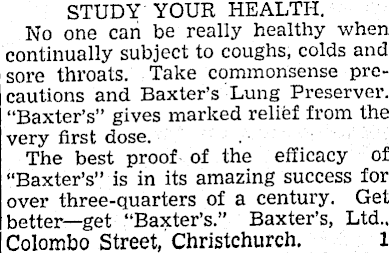 STUDY YOUR HEALTH.
No one can be really healthy when
continually subject to coughs, colds and
sore throats. Take commonsense pre-
cautions and Baxter's Lung Preserver.
"Baxter's" gives marked relief from the
very first dose.
The best proof of the efficacy of
"Baxter's" is in its amazing success for
over three-quarters of a century. Get
better—get "Baxter's." Baxter's, Ltd.,
Colombo Street, Christchurch. 1